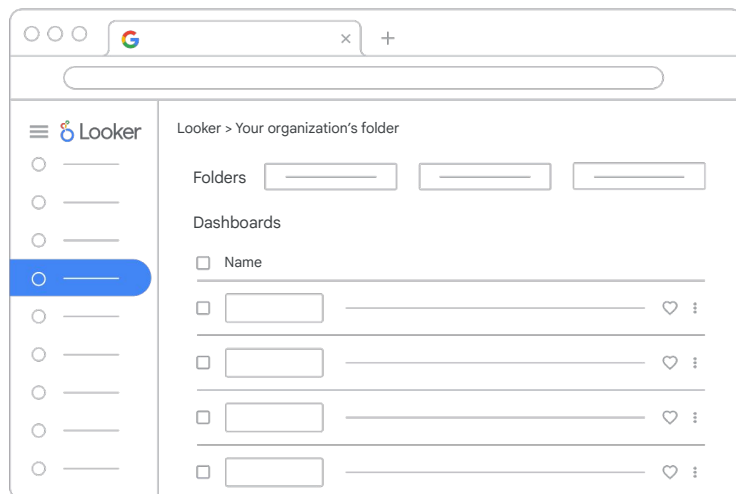 Looker
Looker > Your organization’s folder
Folders
Dashboards
Name